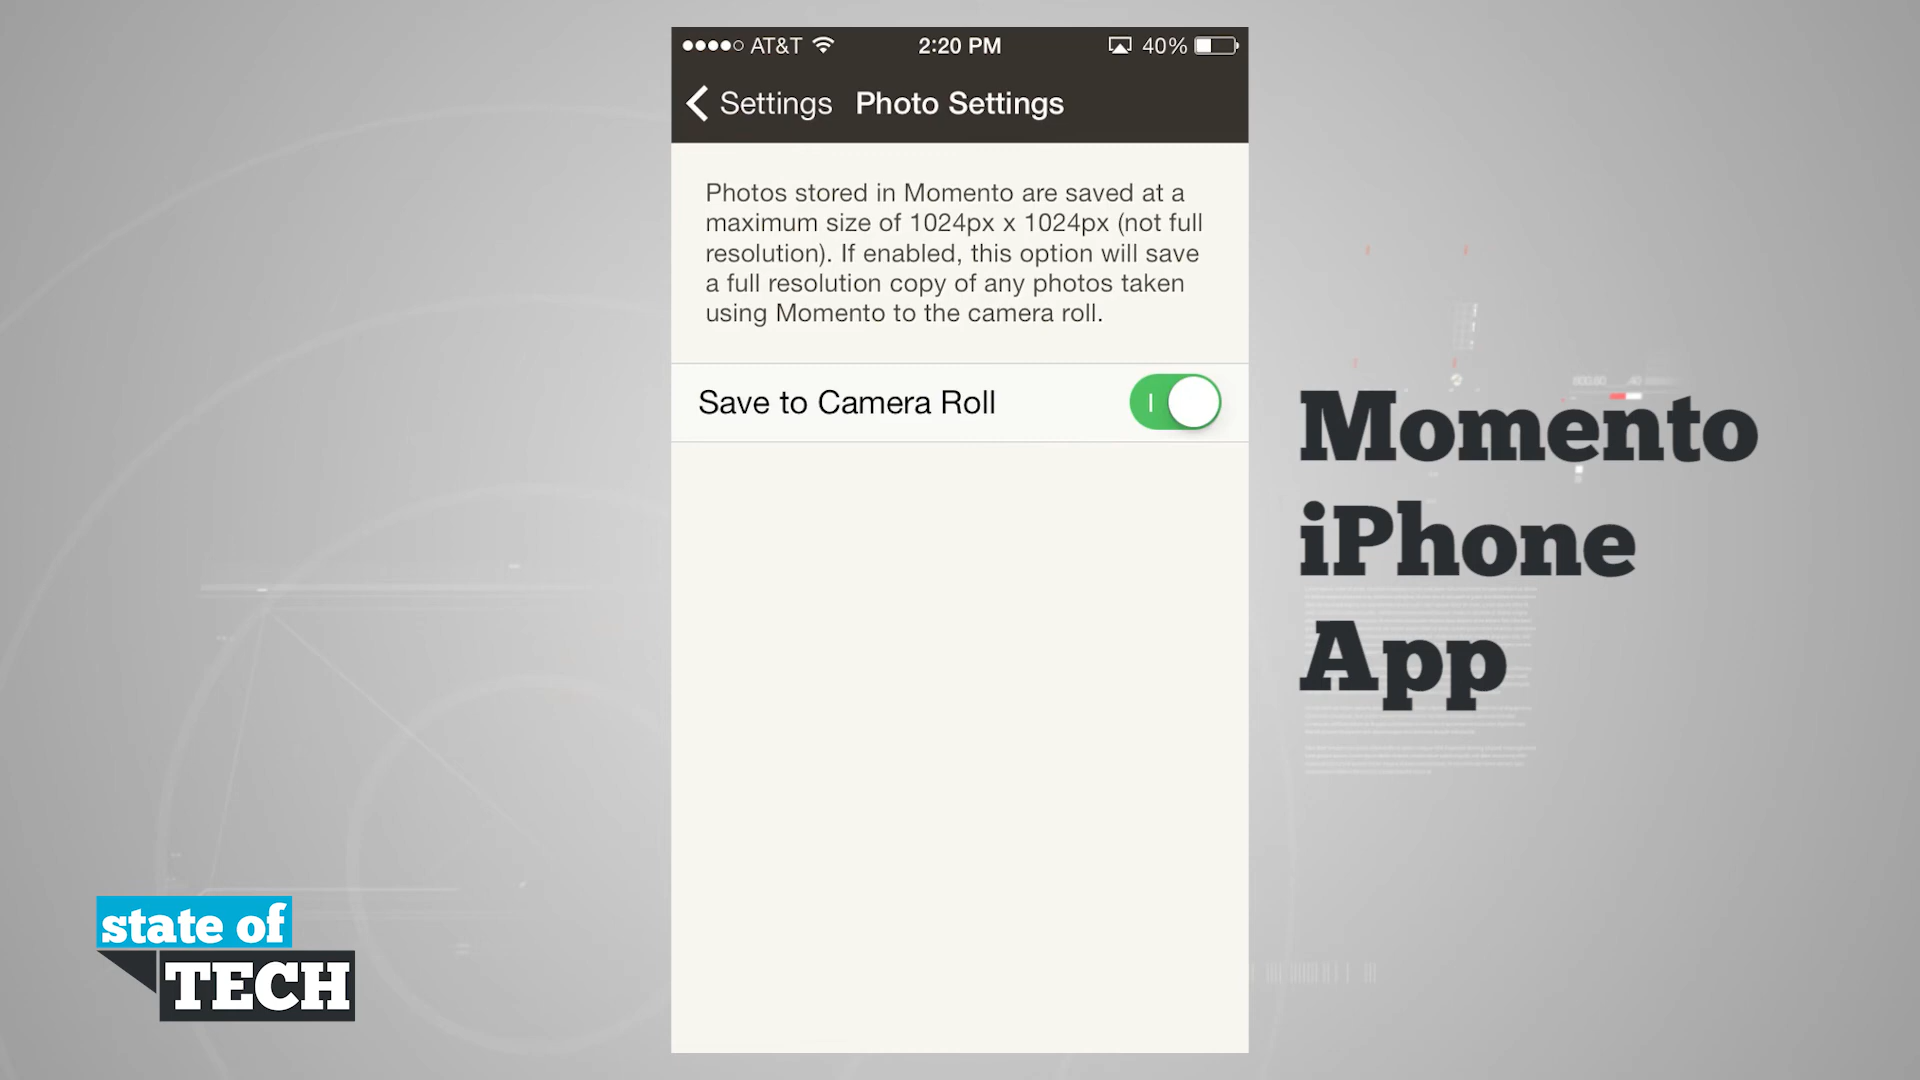 AT&T 2:20 PM 40%
Settings Photo Settings
Photos stored in Momento are saved at a
maximum size of 1024px x 1024px (not full
resolution). If enabled, this option will save
a full resolution copy of any photos taken
using Momento to the camera roll.
Save to Camera Roll
Momento
iPhone
App
state of
TECH